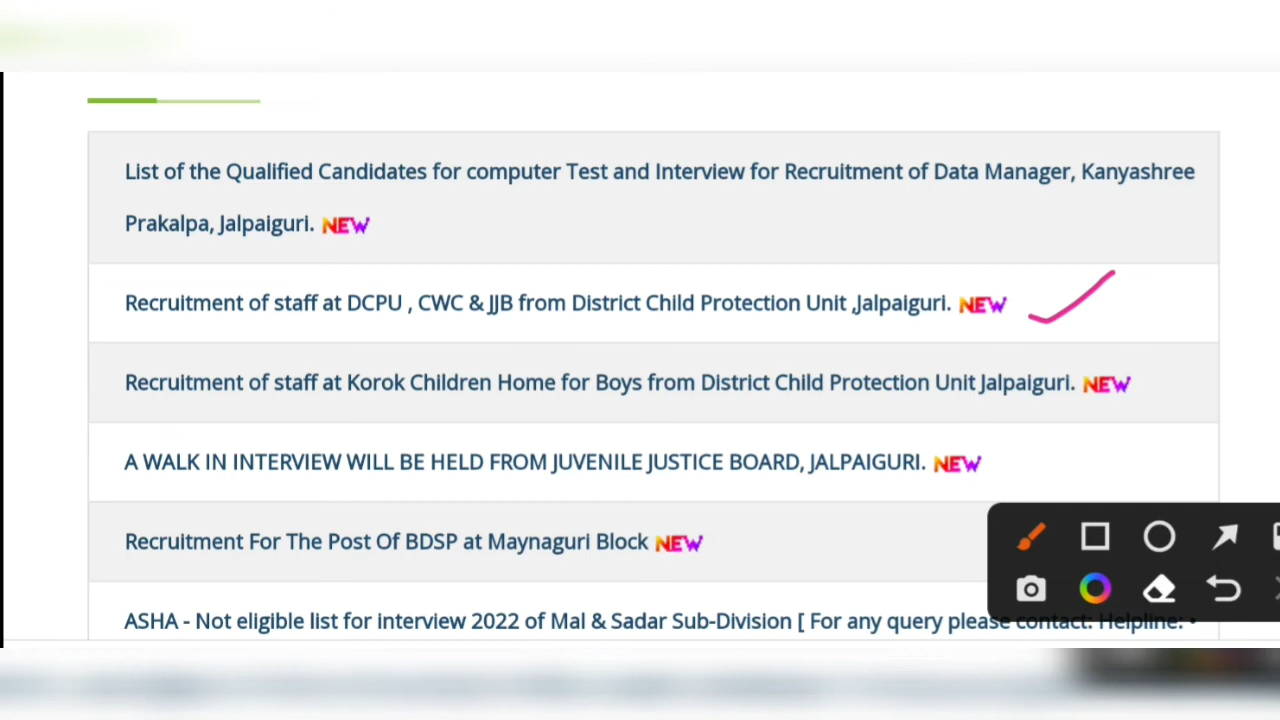 List of the Qualified Candidates for computer Test and Interview for Recruitment of Data Manager, Kanyashree
Prakalpa, Jalpaiguri. NEW
Recruitment of staff at DCPU , CWC & JJB from District Child Protection Unit ,Jalpaiguri. NEW
Recruitment of staff at Korok Children Home for Boys from District Child Protection Unit Jalpaiguri. NEW
A WALK IN INTERVIEW WILL BE HELD FROM JUVENILE JUSTICE BOARD, JALPAIGURI. NEW
Recruitment For The Post Of BDSP at Maynaguri Block NEW
ASHA - Not eligible list for interview 2022 of Mal & Sadar Sub-Division [ For any query please contact: Helpline: •